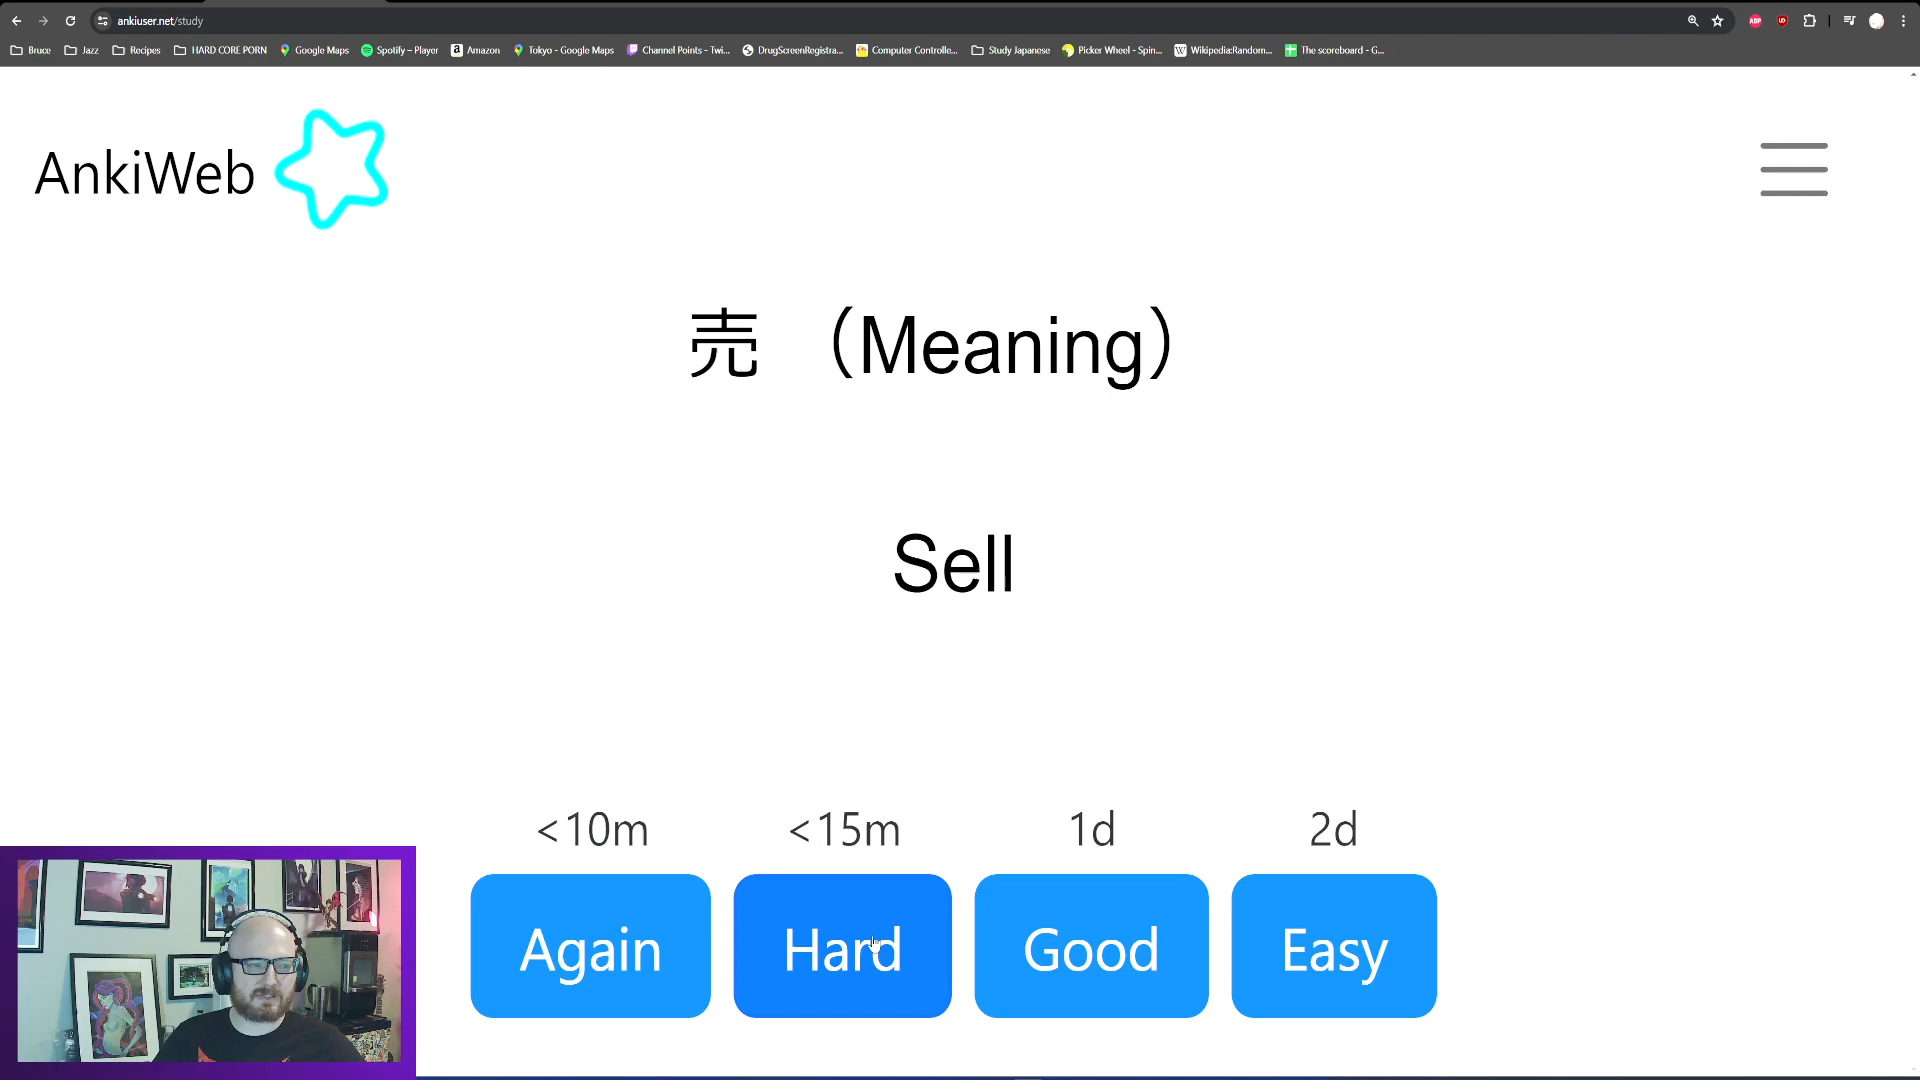 ankiuser.net/study
Bruce Jazz Recipes HARD CORE PORN Google Maps Spotify – Player Amazon Tokyo - Google Maps Channel Points - Twi... DrugScreenRegistra... Computer Controlle... Study Japanese Picker Wheel - Spin... Wikipedia:Random... The scoreboard - G...
AnkiWeb
売 （Meaning）
Sell
<10m <15m 1d 2d
Again Hard Good Easy